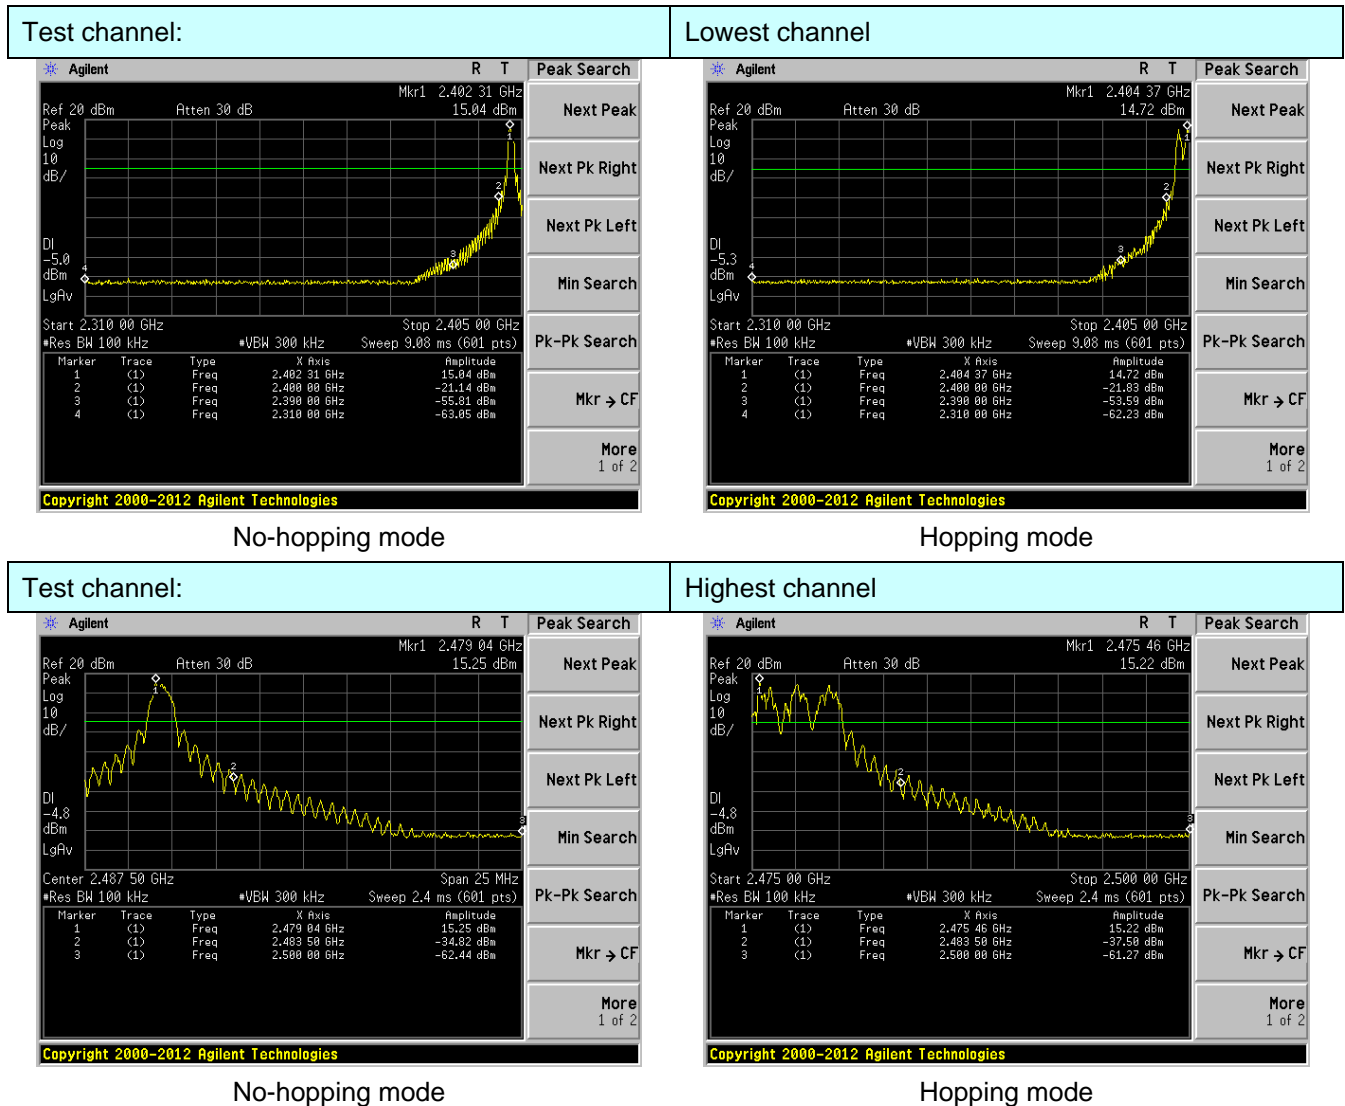 Test channel: Lowest channel
Agilent R T Peak Search
Mkr1 2.402 31 GHz
Ref 20 dBm Atten 30 dB 15.04 dBm
Peak
Log
10
dB/
1
2
3
4
DI
-5.0
dBm
LgAv
Start 2.310 00 GHz Stop 2.405 00 GHz
#Res BW 100 kHz #VBW 300 kHz Sweep 9.08 ms (601 pts)
Marker Trace Type X Axis Amplitude
1 (1) Freq 2.402 31 GHz 15.04 dBm
2 (1) Freq 2.400 00 GHz -21.14 dBm
3 (1) Freq 2.390 00 GHz -55.81 dBm
4 (1) Freq 2.310 00 GHz -63.05 dBm
Next Peak
Next Pk Right
Next Pk Left
Min Search
Pk-Pk Search
Mkr → CF
More
1 of 2
Copyright 2000-2012 Agilent Technologies
No-hopping mode
Agilent R T Peak Search
Mkr1 2.404 37 GHz
Ref 20 dBm Atten 30 dB 14.72 dBm
Peak
Log
10
dB/
1
2
3
4
DI
-5.3
dBm
LgAv
Start 2.310 00 GHz Stop 2.405 00 GHz
#Res BW 100 kHz #VBW 300 kHz Sweep 9.08 ms (601 pts)
Marker Trace Type X Axis Amplitude
1 (1) Freq 2.404 37 GHz 14.72 dBm
2 (1) Freq 2.400 00 GHz -21.83 dBm
3 (1) Freq 2.390 00 GHz -53.59 dBm
4 (1) Freq 2.310 00 GHz -62.23 dBm
Next Peak
Next Pk Right
Next Pk Left
Min Search
Pk-Pk Search
Mkr → CF
More
1 of 2
Copyright 2000-2012 Agilent Technologies
Hopping mode
Test channel: Highest channel
Agilent R T Peak Search
Mkr1 2.479 04 GHz
Ref 20 dBm Atten 30 dB 15.25 dBm
Peak
Log
10
dB/
1
2
3
DI
-4.8
dBm
LgAv
Center 2.487 50 GHz Span 25 MHz
#Res BW 100 kHz #VBW 300 kHz Sweep 2.4 ms (601 pts)
Marker Trace Type X Axis Amplitude
1 (1) Freq 2.479 04 GHz 15.25 dBm
2 (1) Freq 2.483 50 GHz -34.82 dBm
3 (1) Freq 2.500 00 GHz -62.44 dBm
Next Peak
Next Pk Right
Next Pk Left
Min Search
Pk-Pk Search
Mkr → CF
More
1 of 2
Copyright 2000-2012 Agilent Technologies
No-hopping mode
Agilent R T Peak Search
Mkr1 2.475 46 GHz
Ref 20 dBm Atten 30 dB 15.22 dBm
Peak
Log
10
dB/
1
2
3
DI
-4.8
dBm
LgAv
Start 2.475 00 GHz Stop 2.500 00 GHz
#Res BW 100 kHz #VBW 300 kHz Sweep 2.4 ms (601 pts)
Marker Trace Type X Axis Amplitude
1 (1) Freq 2.475 46 GHz 15.22 dBm
2 (1) Freq 2.483 50 GHz -37.50 dBm
3 (1) Freq 2.500 00 GHz -61.27 dBm
Next Peak
Next Pk Right
Next Pk Left
Min Search
Pk-Pk Search
Mkr → CF
More
1 of 2
Copyright 2000-2012 Agilent Technologies
Hopping mode